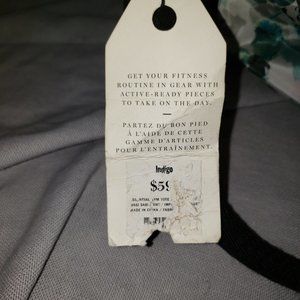 GET YOUR FITNESS
ROUTINE IN GEAR WITH
ACTIVE-READY PIECES
TO TAKE ON THE DAY.
—
PARTEZ DU BON PIED
À L'AIDE DE CETTE
GAMME D'ARTICLES
POUR L'ENTRAÎNEMENT.
Indigo
$59
MADE IN CHINA /